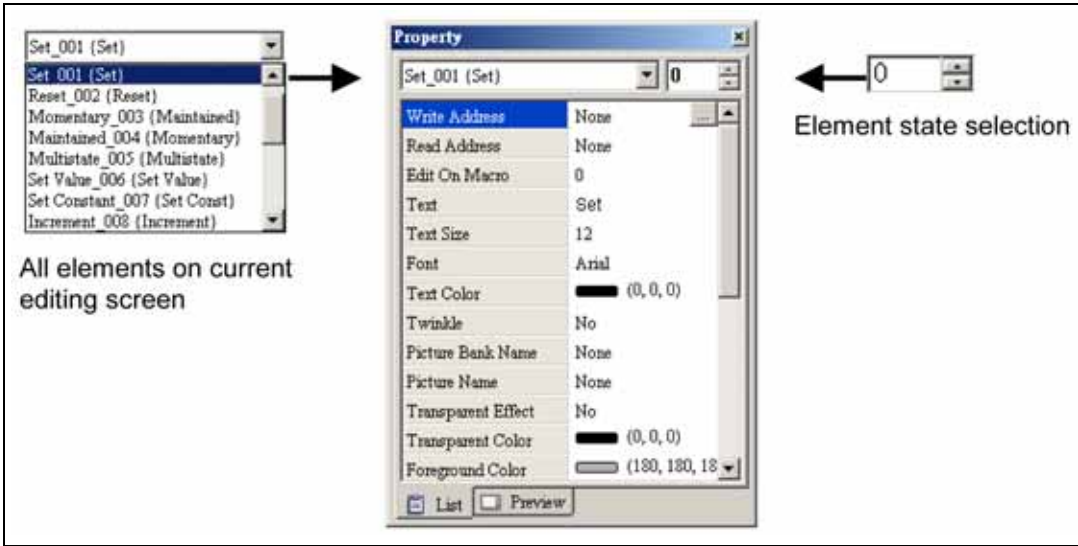 Set_001 {Set}
Set_001 {Set}
Reset_002 {Reset}
Momentary_003 {Maintained}
Maintained_004 {Momentary}
Multistate_005 {Multistate}
Set Value_006 {Set Value}
Set Constant_007 {Set Const}
Increment_008 {Increment}
All elements on current
editing screen
Property
Set_001 {Set} 0
Write Address None ...
Read Address None
Edit On Macro 0
Text Set
Text Size 12
Font Arial
Text Color (0, 0, 0)
Twinkle No
Picture Bank Name None
Picture Name None
Transparent Effect No
Transparent Color (0, 0, 0)
Foreground Color (180, 180, 18
List Preview
0
Element state selection